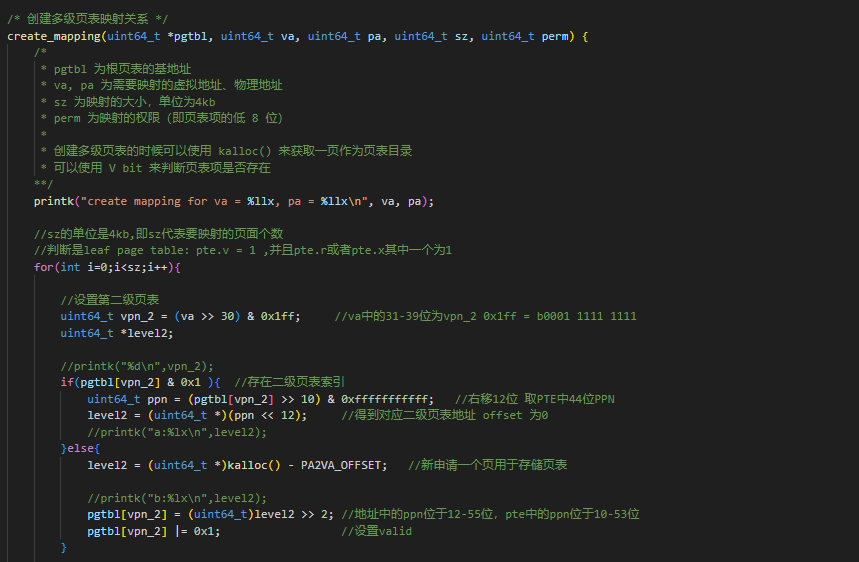 /* 创建多级页表映射关系 */
create_mapping(uint64_t *pgtbl, uint64_t va, uint64_t pa, uint64_t sz, uint64_t perm) {
/*
* pgtbl 为根页表的基地址
* va, pa 为需要映射的虚拟地址、物理地址
* sz 为映射的大小，单位为4kb
* perm 为映射的权限（即页表项的低 8 位）
*
* 创建多级页表的时候可以使用 kalloc() 来获取一页作为页表目录
* 可以使用 V bit 来判断页表项是否存在
**/
printk("create mapping for va = %llx, pa = %llx\n", va, pa);
//sz的单位是4kb,即sz代表要映射的页面个数
//判断是leaf page table: pte.v = 1 ,并且pte.r或者pte.x其中一个为1
for(int i=0;i<sz;i++){
//设置第二级页表
uint64_t vpn_2 = (va >> 30) & 0x1ff; //va中的31-39位为vpn_2 0x1ff = b0001 1111 1111
uint64_t *level2;
//printk("%d\n",vpn_2);
if(pgtbl[vpn_2] & 0x1 ){ //存在二级页表索引
uint64_t ppn = (pgtbl[vpn_2] >> 10) & 0xfffffffffff; //右移12位 取PTE中44位PPN
level2 = (uint64_t *)(ppn << 12); //得到对应二级页表地址 offset 为0
//printk("a:%lx\n",level2);
}else{
level2 = (uint64_t *)kalloc() - PA2VA_OFFSET; //新申请一个页用于存储页表
//printk("b:%lx\n",level2);
pgtbl[vpn_2] = (uint64_t)level2 >> 2; //地址中的ppn位于12-55位，pte中的ppn位于10-53位
pgtbl[vpn_2] |= 0x1; //设置valid
}